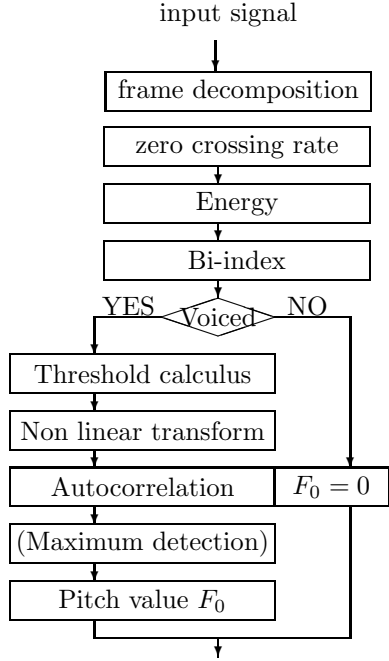 input signal
frame decomposition
zero crossing rate
Energy
Bi-index
YES Voiced NO
Threshold calculus
Non linear transform
Autocorrelation F₀ = 0
(Maximum detection)
Pitch value F₀